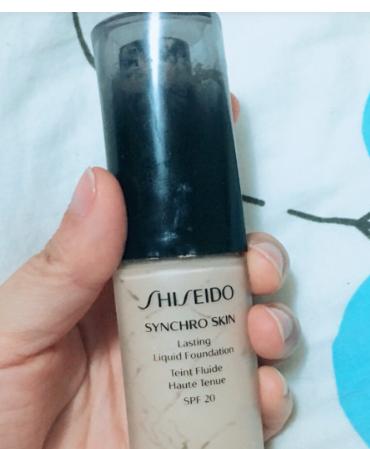 SHISEIDO
SYNCHRO SKIN
Lasting
Liquid Foundation
Teint Fluide
Haute Tenue
SPF 20